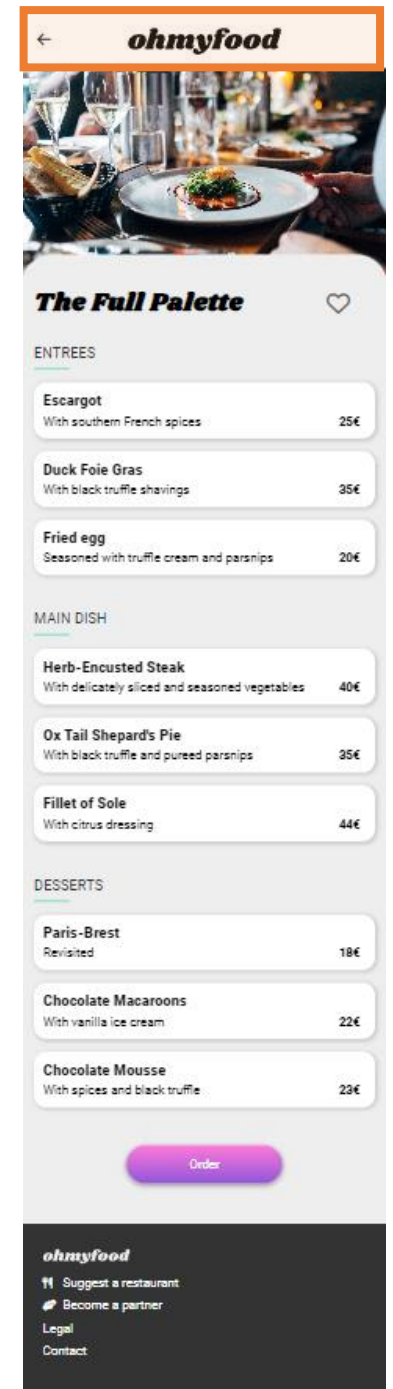 ohmyfood
The Full Palette
ENTREES
Escargot
With southern French spices 25€
Duck Foie Gras
With black truffle shavings 35€
Fried egg
Seasoned with truffle cream and parsnips 20€
MAIN DISH
Herb-Encusted Steak
With delicately sliced and seasoned vegetables 40€
Ox Tail Shepard's Pie
With black truffle and pureed parsnips 35€
Fillet of Sole
With citrus dressing 44€
DESSERTS
Paris-Brest
Revisited 18€
Chocolate Macaroons
With vanilla ice cream 22€
Chocolate Mousse
With spices and black truffle 23€
Order
ohmyfood
Suggest a restaurant
Become a partner
Legal
Contact